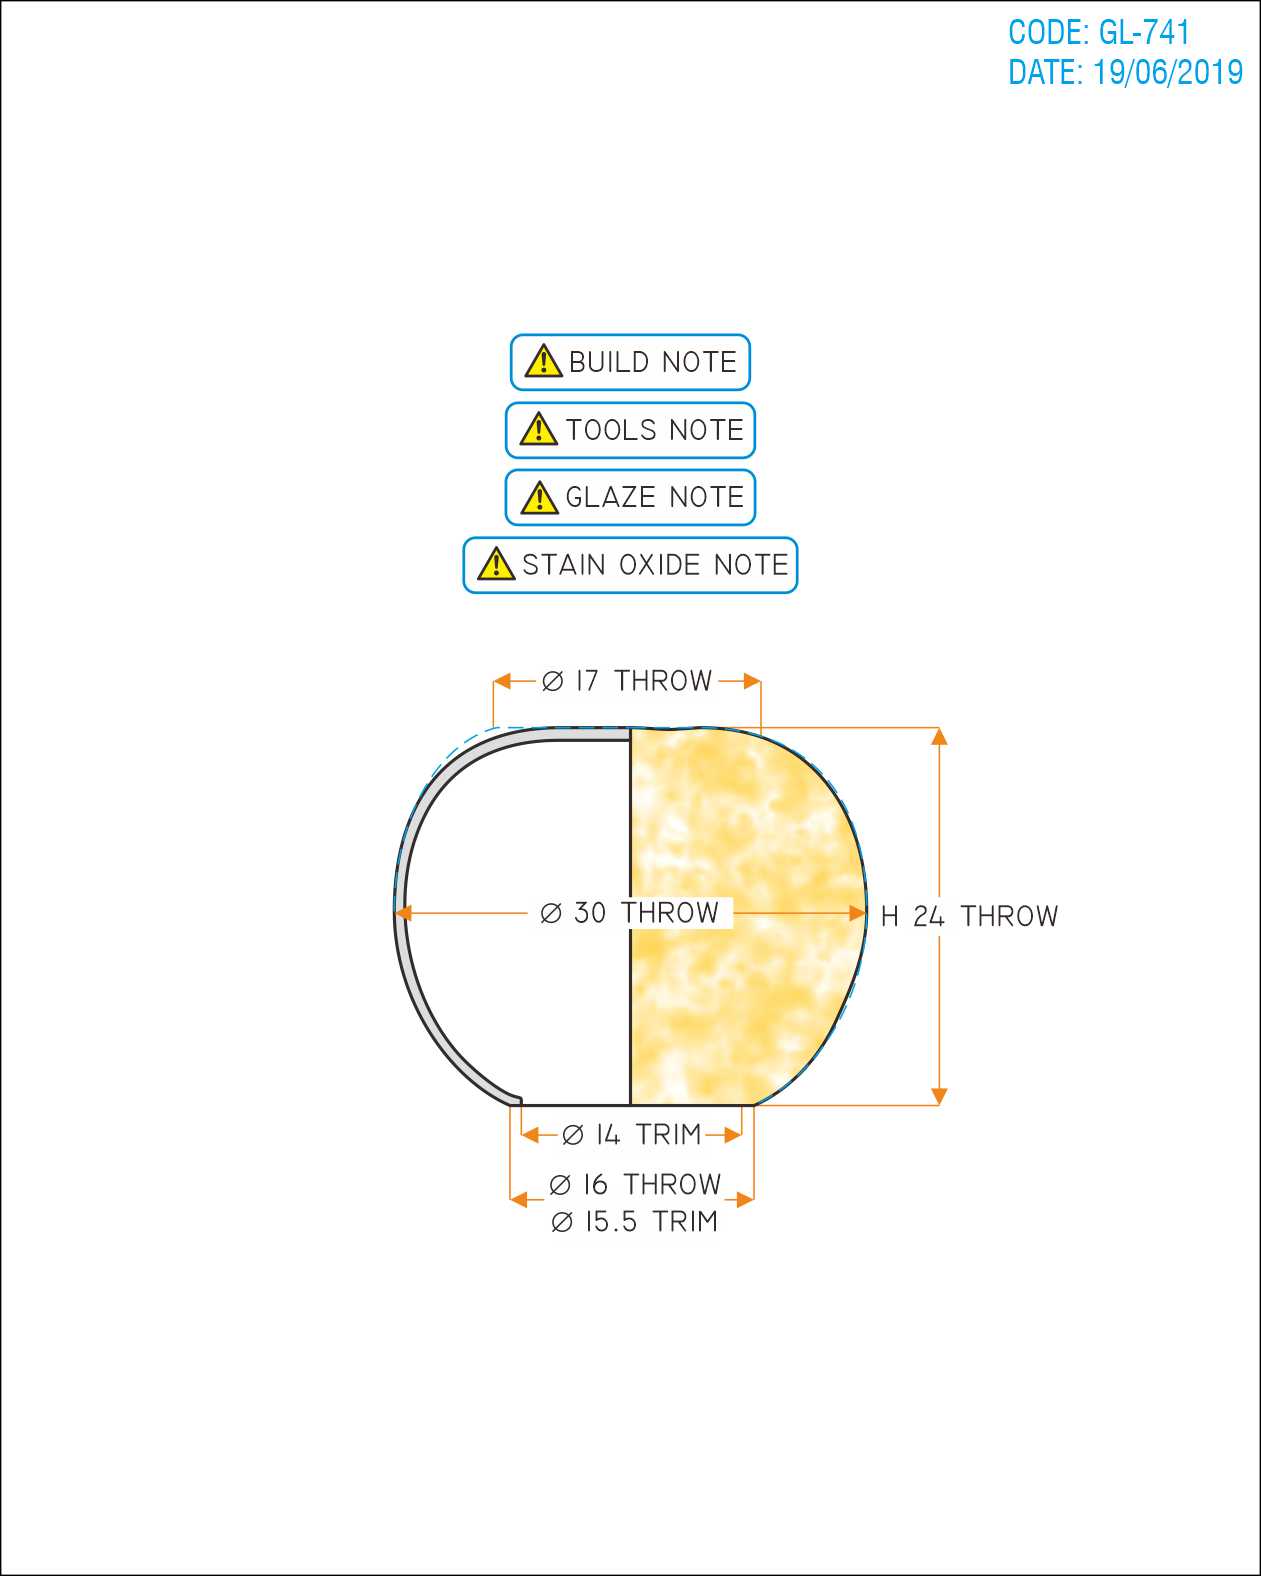 CODE: GL-741
DATE: 19/06/2019
BUILD NOTE
TOOLS NOTE
GLAZE NOTE
STAIN OXIDE NOTE
Ø 17 THROW
Ø 30 THROW
H 24 THROW
Ø 14 TRIM
Ø 16 THROW
Ø 15.5 TRIM